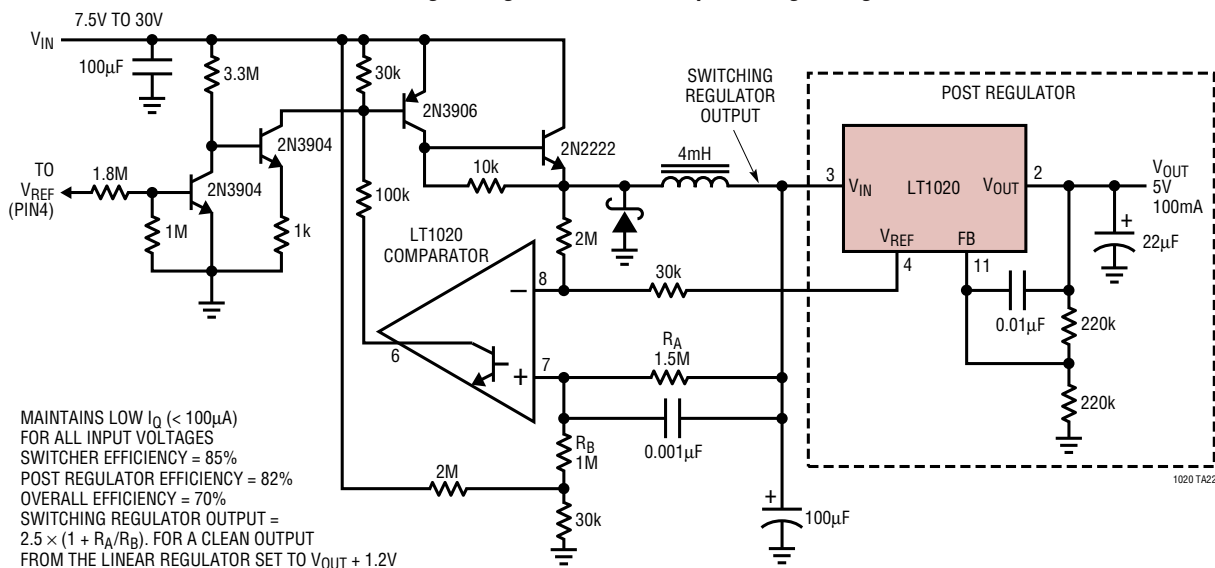 7.5V TO 30V
VIN
100µF
3.3M
30k
2N3906
2N3904
2N2222
SWITCHING
REGULATOR
OUTPUT
POST REGULATOR
4mH
10k
TO
VREF
(PIN4)
1.8M
2N3904
1M
1k
100k
2M
3
VIN
LT1020
VOUT
2
VREF
FB
4
11
VOUT
5V
100mA
+
22µF
LT1020
COMPARATOR
–
8
30k
0.01µF
220k
6
+
7
RA
1.5M
220k
0.001µF
RB
1M
2M
30k
+
100µF
1020 TA22
MAINTAINS LOW IQ (< 100µA)
FOR ALL INPUT VOLTAGES
SWITCHER EFFICIENCY = 85%
POST REGULATOR EFFICIENCY = 82%
OVERALL EFFICIENCY = 70%
SWITCHING REGULATOR OUTPUT =
2.5 × (1 + RA/RB). FOR A CLEAN OUTPUT
FROM THE LINEAR REGULATOR SET TO VOUT + 1.2V